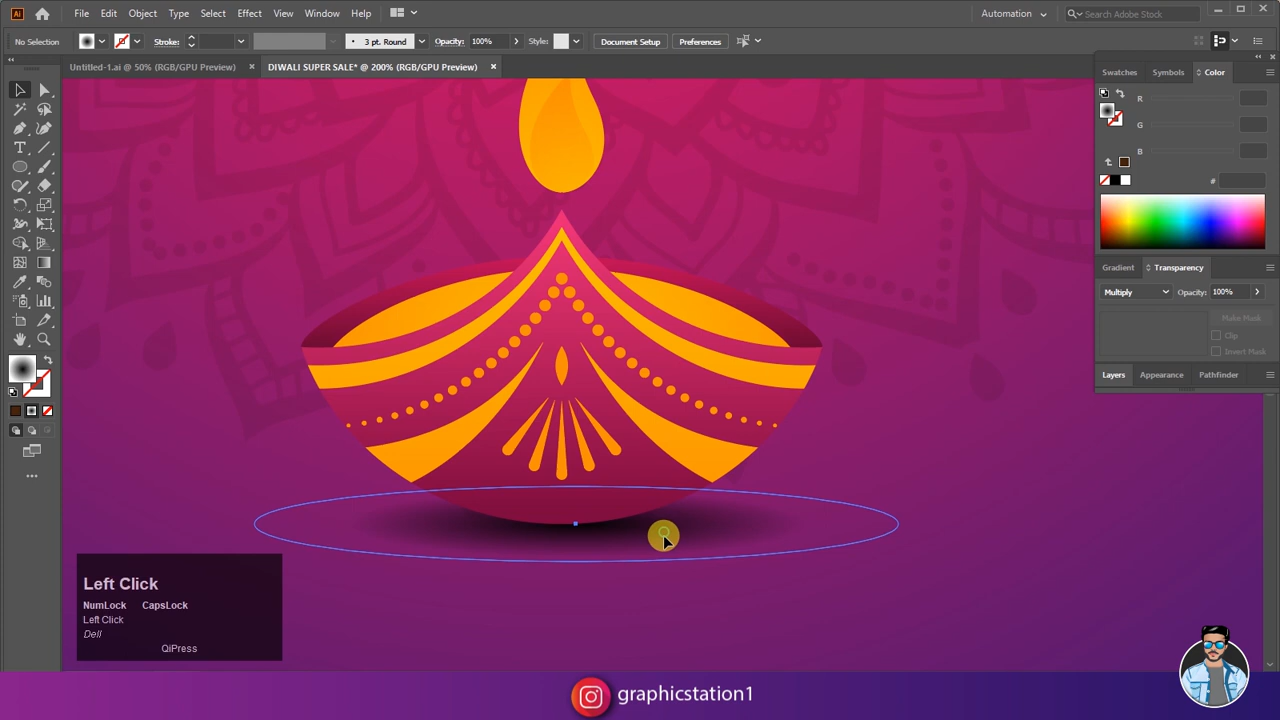 Ai
File Edit Object Type Select Effect View Window Help
Automation
Search Adobe Stock
No Selection
Stroke:
3 pt. Round
Opacity: 100%
Style:
Document Setup
Preferences
Untitled-1.ai @ 50% (RGB/GPU Preview)
DIWALI SUPER SALE* @ 200% (RGB/GPU Preview)
Swatches Symbols Color
R
G
B
#
Gradient Transparency
Multiply Opacity: 100%
Make Mask
Clip
Invert Mask
Layers Appearance Pathfinder
Left Click
NumLock CapsLock
Left Click
Dell
QiPress
graphicstation1